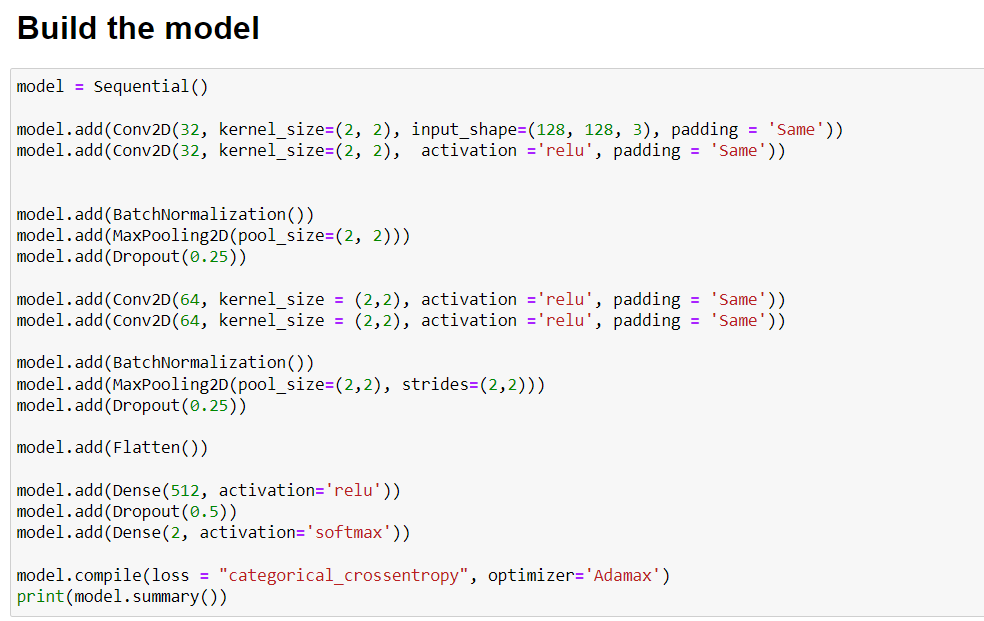 Build the model
model = Sequential()
model.add(Conv2D(32, kernel_size=(2, 2), input_shape=(128, 128, 3), padding = 'Same'))
model.add(Conv2D(32, kernel_size=(2, 2),  activation ='relu', padding = 'Same'))
model.add(BatchNormalization())
model.add(MaxPooling2D(pool_size=(2, 2)))
model.add(Dropout(0.25))
model.add(Conv2D(64, kernel_size = (2,2), activation ='relu', padding = 'Same'))
model.add(Conv2D(64, kernel_size = (2,2), activation ='relu', padding = 'Same'))
model.add(BatchNormalization())
model.add(MaxPooling2D(pool_size=(2,2), strides=(2,2)))
model.add(Dropout(0.25))
model.add(Flatten())
model.add(Dense(512, activation='relu'))
model.add(Dropout(0.5))
model.add(Dense(2, activation='softmax'))
model.compile(loss = "categorical_crossentropy", optimizer='Adamax')
print(model.summary())